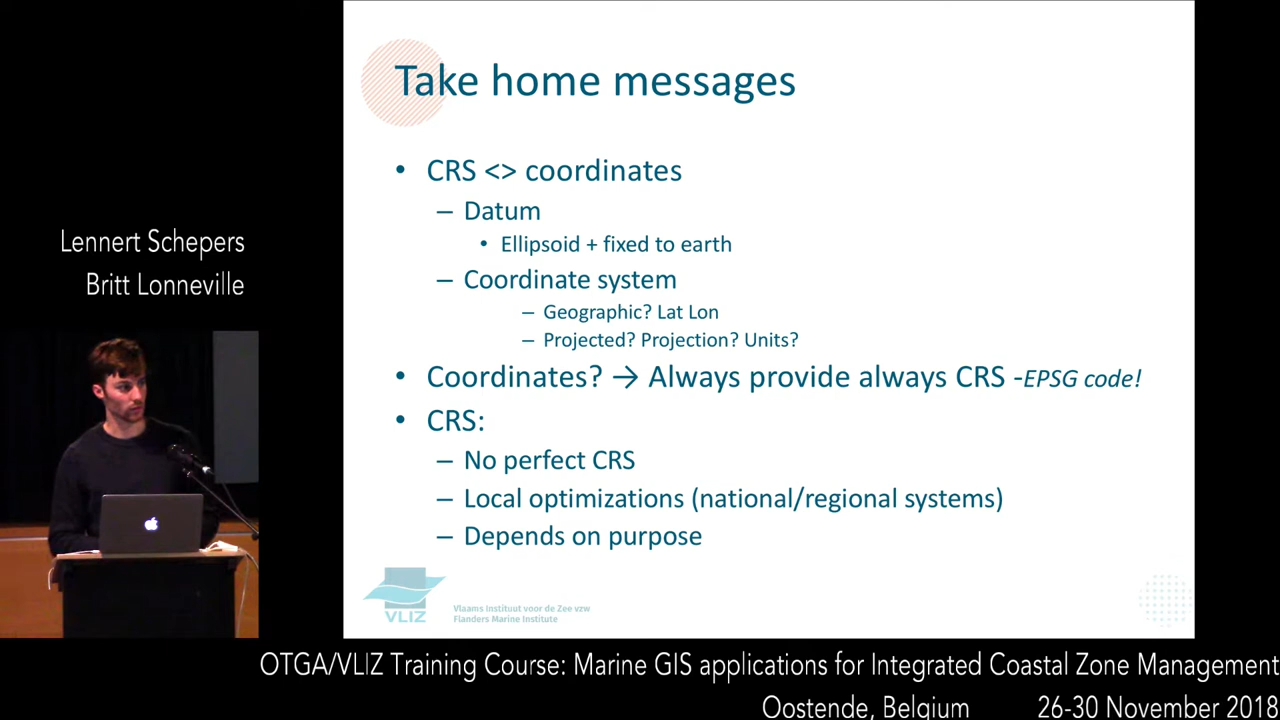 Take home messages
• CRS <> coordinates
– Datum
• Ellipsoid + fixed to earth
– Coordinate system
– Geographic? Lat Lon
– Projected? Projection? Units?
• Coordinates? → Always provide always CRS -EPSG code!
• CRS:
– No perfect CRS
– Local optimizations (national/regional systems)
– Depends on purpose
VLIZ
Vlaams Instituut voor de Zee vzw
Flanders Marine Institute
Lennert Schepers
Britt Lonneville
OTGA/VLIZ Training Course: Marine GIS applications for Integrated Coastal Zone Management
Oostende, Belgium 26-30 November 2018